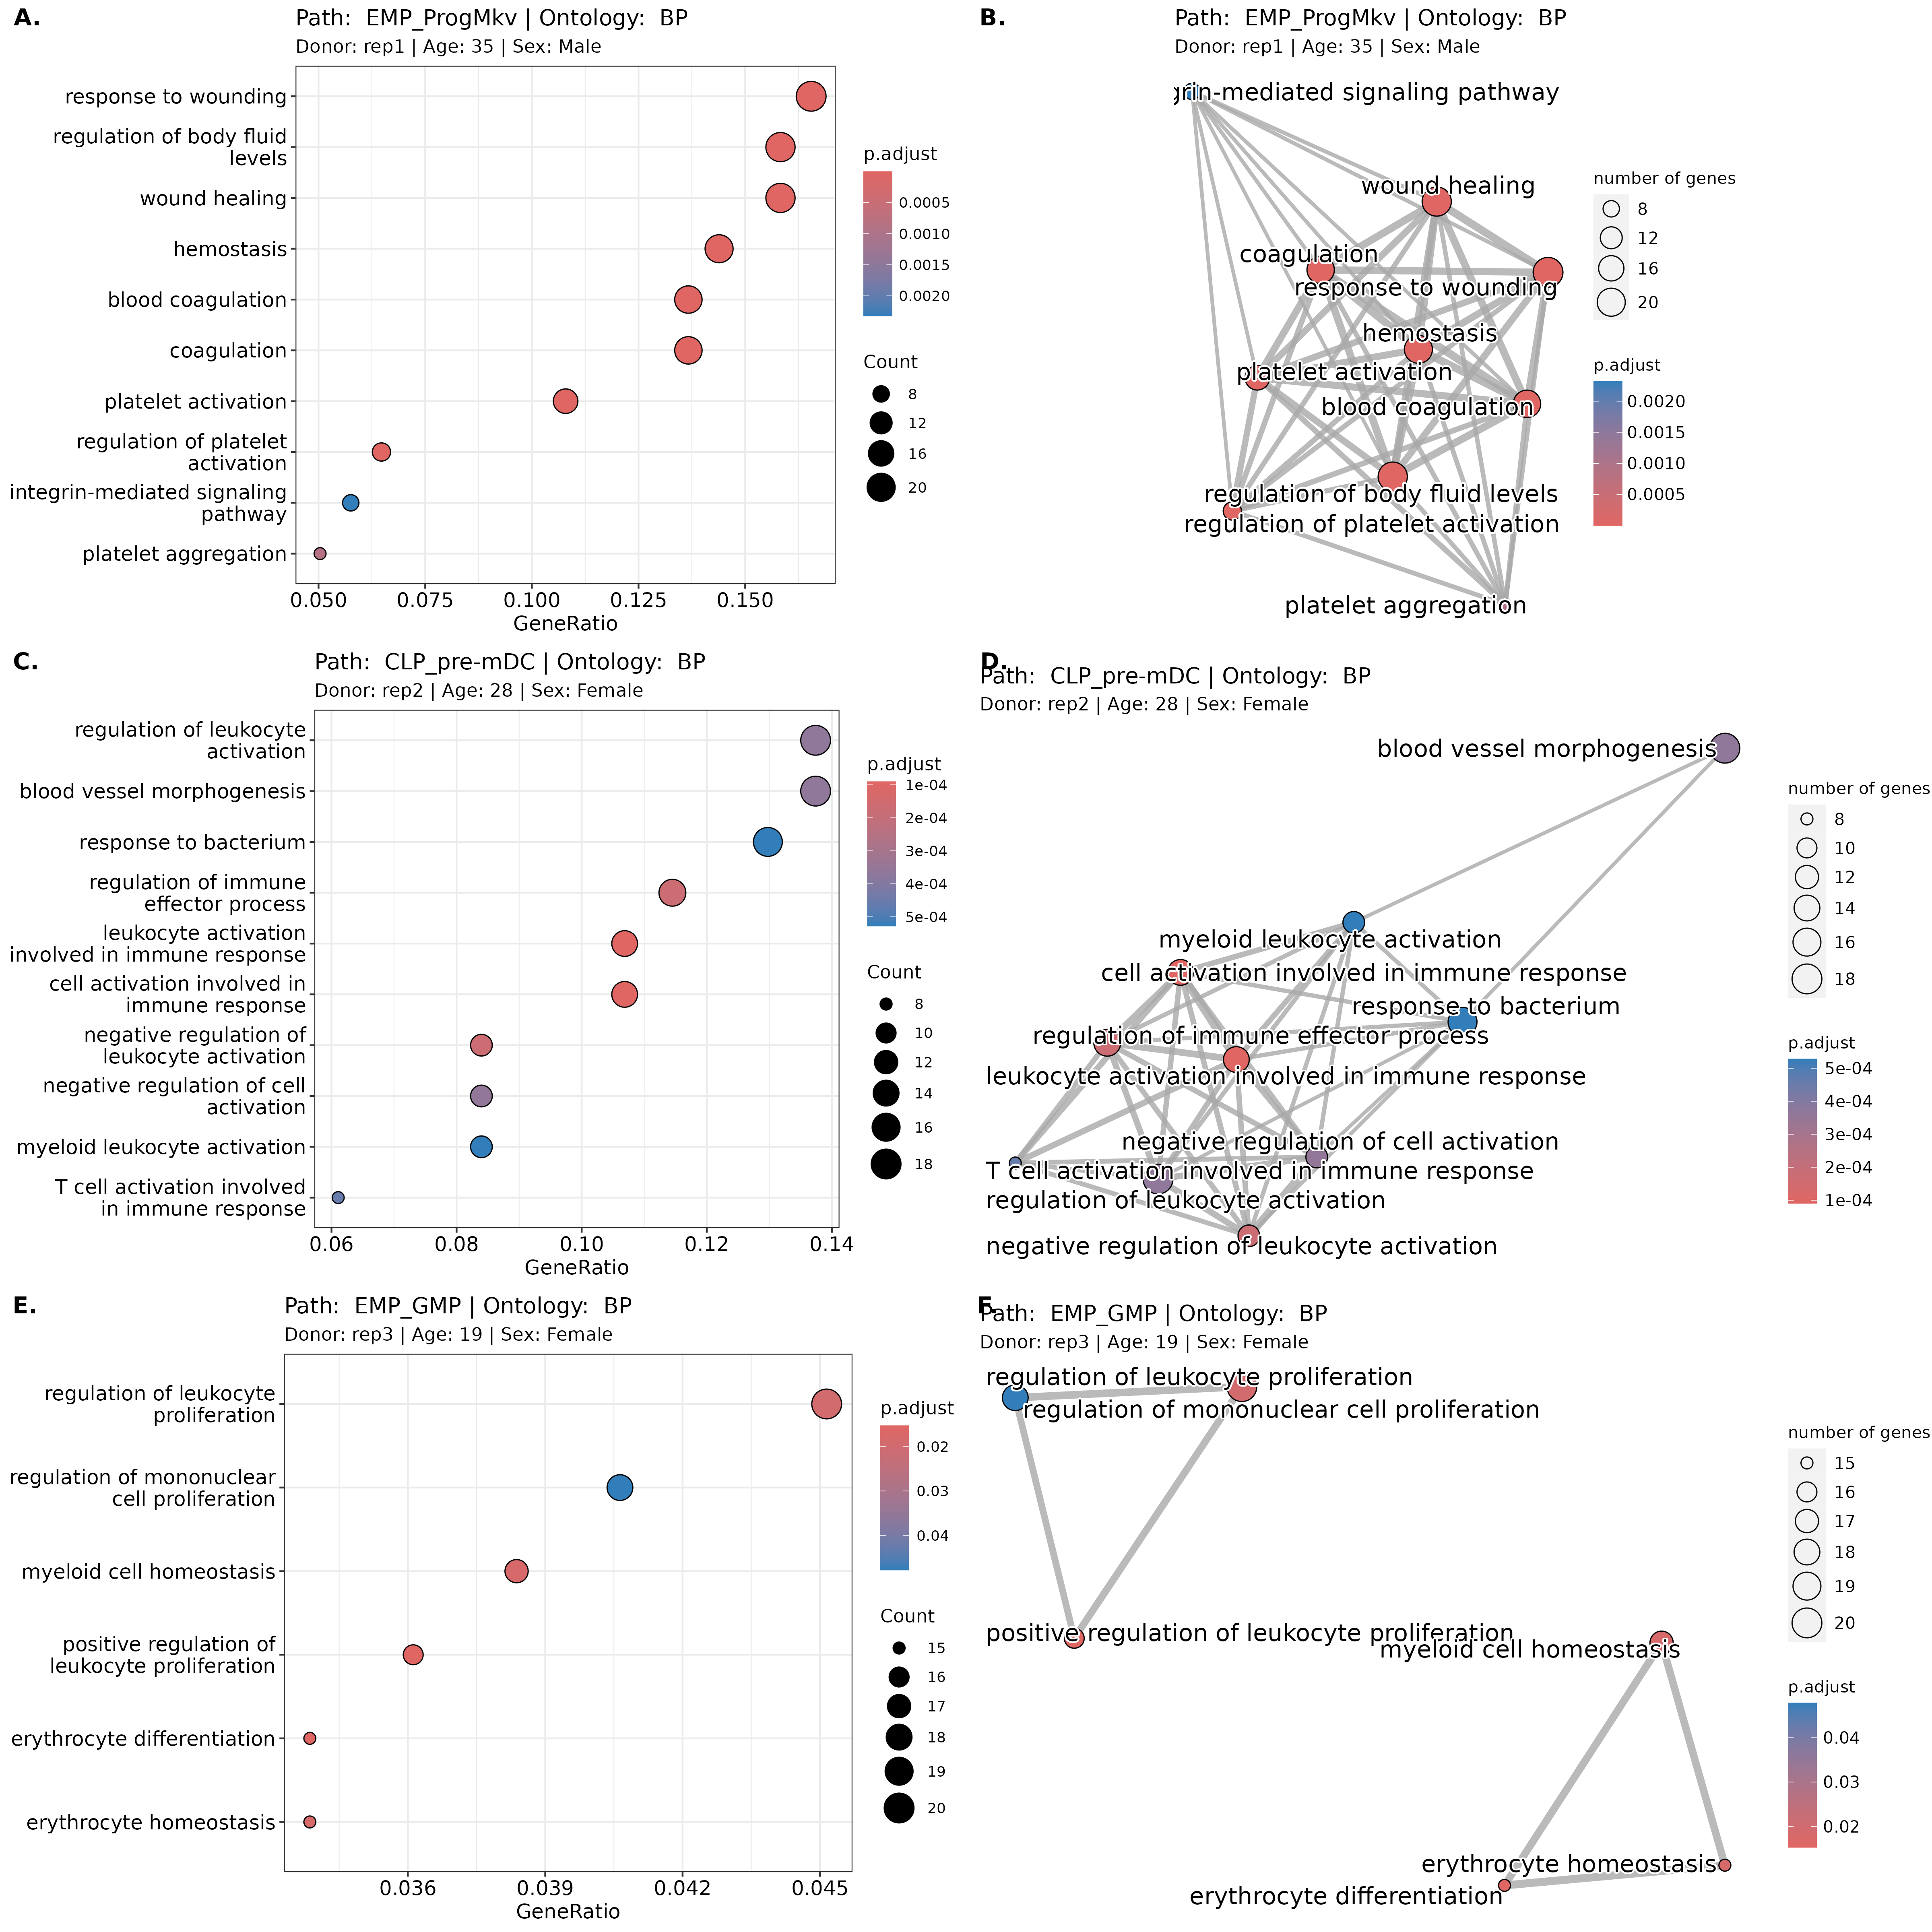 A.
Path: EMP_ProgMkv | Ontology: BP
Donor: rep1 | Age: 35 | Sex: Male
response to wounding
regulation of body fluid
levels
wound healing
hemostasis
blood coagulation
coagulation
platelet activation
regulation of platelet
activation
integrin-mediated signaling
pathway
platelet aggregation
0.050 0.075 0.100 0.125 0.150
GeneRatio
p.adjust
0.0005
0.0010
0.0015
0.0020
Count
8
12
16
20
B.
Path: EMP_ProgMkv | Ontology: BP
Donor: rep1 | Age: 35 | Sex: Male
grin-mediated signaling pathway
wound healing
coagulation
response to wounding
hemostasis
platelet activation
blood coagulation
regulation of body fluid levels
regulation of platelet activation
platelet aggregation
number of genes
8
12
16
20
p.adjust
0.0020
0.0015
0.0010
0.0005
C.
Path: CLP_pre-mDC | Ontology: BP
Donor: rep2 | Age: 28 | Sex: Female
regulation of leukocyte
activation
blood vessel morphogenesis
response to bacterium
regulation of immune
effector process
leukocyte activation
involved in immune response
cell activation involved in
immune response
negative regulation of
leukocyte activation
negative regulation of cell
activation
myeloid leukocyte activation
T cell activation involved
in immune response
0.06 0.08 0.10 0.12 0.14
GeneRatio
p.adjust
1e-04
2e-04
3e-04
4e-04
5e-04
Count
8
10
12
14
16
18
D.
Path: CLP_pre-mDC | Ontology: BP
Donor: rep2 | Age: 28 | Sex: Female
blood vessel morphogenesis
myeloid leukocyte activation
cell activation involved in immune response
response to bacterium
regulation of immune effector process
leukocyte activation involved in immune response
negative regulation of cell activation
T cell activation involved in immune response
regulation of leukocyte activation
negative regulation of leukocyte activation
number of genes
8
10
12
14
16
18
p.adjust
5e-04
4e-04
3e-04
2e-04
1e-04
E.
Path: EMP_GMP | Ontology: BP
Donor: rep3 | Age: 19 | Sex: Female
regulation of leukocyte
proliferation
regulation of mononuclear
cell proliferation
myeloid cell homeostasis
positive regulation of
leukocyte proliferation
erythrocyte differentiation
erythrocyte homeostasis
0.036 0.039 0.042 0.045
GeneRatio
p.adjust
0.02
0.03
0.04
Count
15
16
17
18
19
20
F.
Path: EMP_GMP | Ontology: BP
Donor: rep3 | Age: 19 | Sex: Female
regulation of leukocyte proliferation
regulation of mononuclear cell proliferation
positive regulation of leukocyte proliferation
myeloid cell homeostasis
erythrocyte homeostasis
erythrocyte differentiation
number of genes
15
16
17
18
19
20
p.adjust
0.04
0.03
0.02